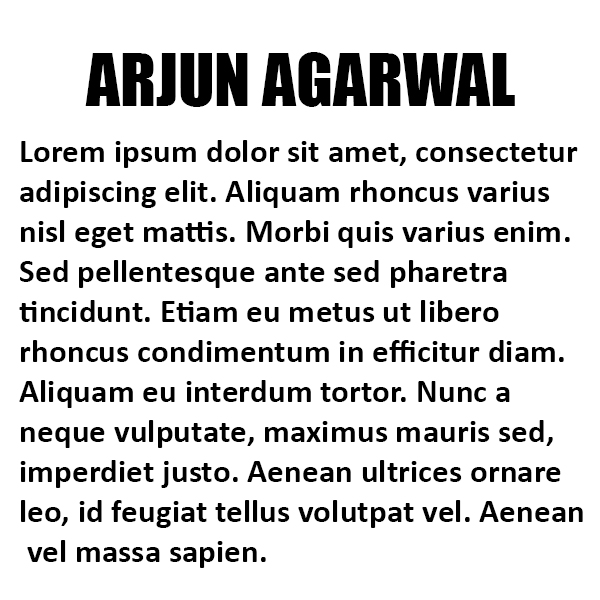 ARJUN AGARWAL
Lorem ipsum dolor sit amet, consectetur
adipiscing elit. Aliquam rhoncus varius
nisl eget mattis. Morbi quis varius enim.
Sed pellentesque ante sed pharetra
tincidunt. Etiam eu metus ut libero
rhoncus condimentum in efficitur diam.
Aliquam eu interdum tortor. Nunc a
neque vulputate, maximus mauris sed,
imperdiet justo. Aenean ultrices ornare
leo, id feugiat tellus volutpat vel. Aenean
vel massa sapien.